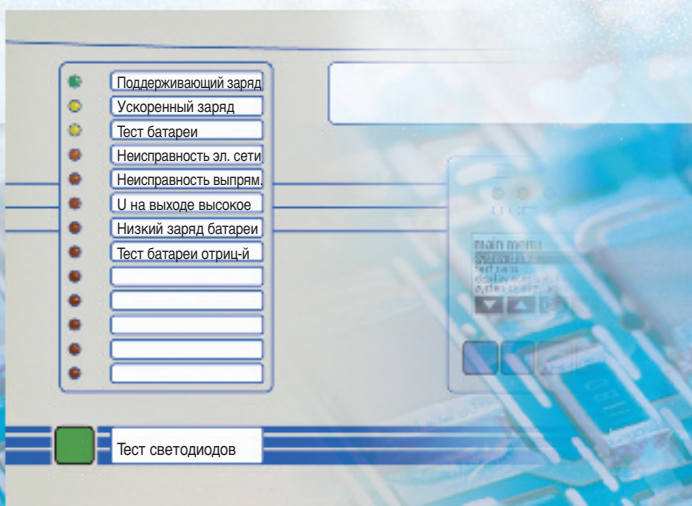 Поддерживающий заряд
Ускоренный заряд
Тест батареи
Неисправность эл. сети
Неисправность выпрям.
U на выходе высокое
Низкий заряд батареи
Тест батареи отриц-й
Тест светодиодов
main menu